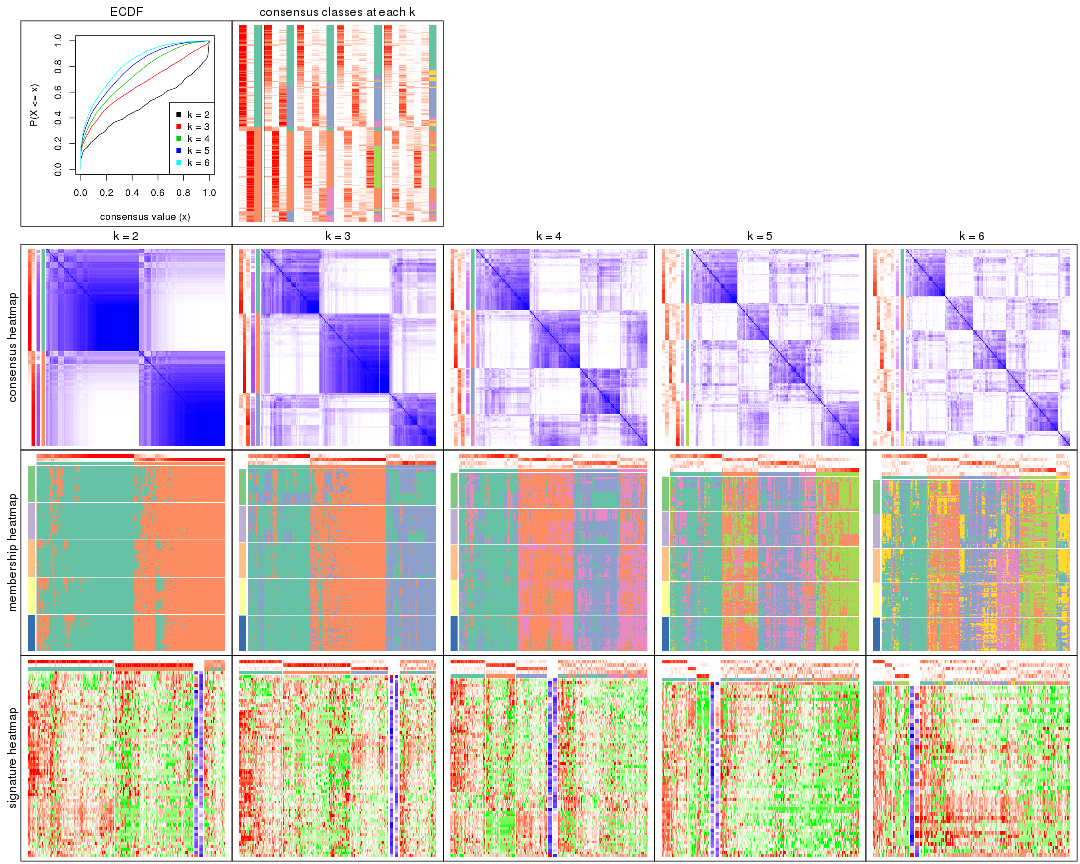 ECDF
consensus classes at each k
P(X <= x)
0.0
0.2
0.4
0.6
0.8
1.0
k = 2
k = 3
k = 4
k = 5
k = 6
0.0 0.2 0.4 0.6 0.8 1.0
consensus value (x)
k = 2
k = 3
k = 4
k = 5
k = 6
consensus heatmap
membership heatmap
signature heatmap